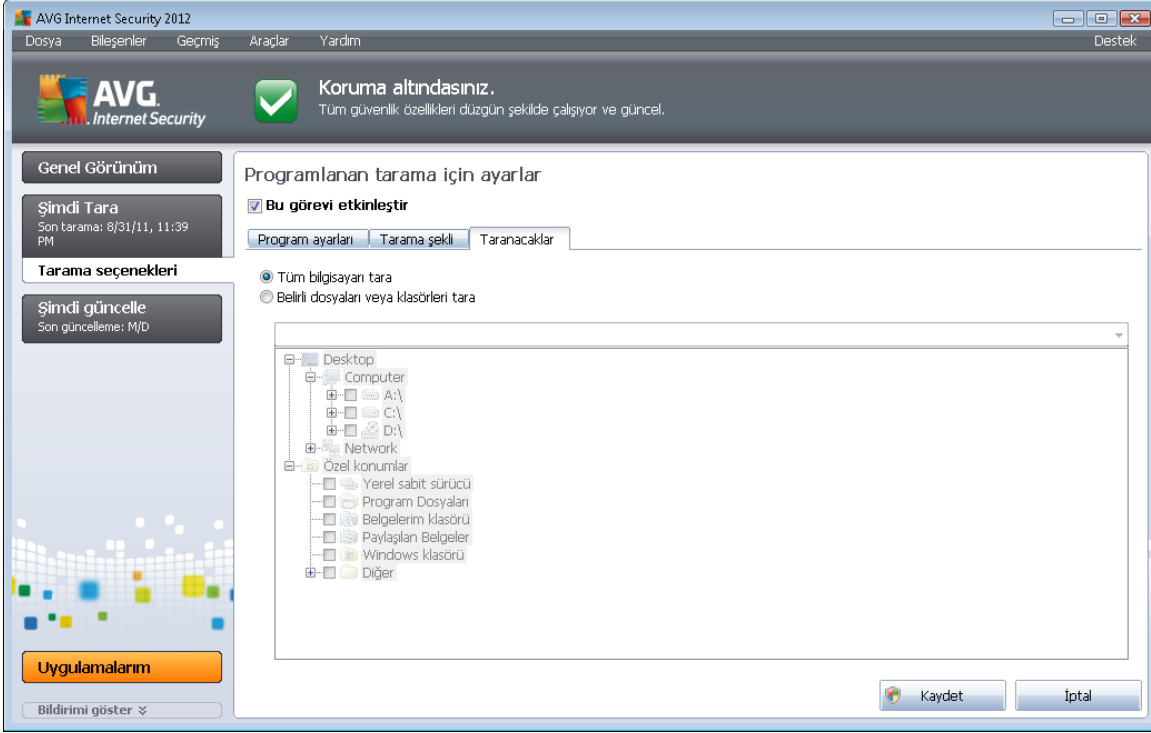 AVG Internet Security 2012
Dosya Bileşenler Geçmiş Araçlar Yardım Destek
AVG.
Internet Security
Koruma altındasınız.
Tüm güvenlik özellikleri düzgün şekilde çalışıyor ve güncel.
Genel Görünüm
Şimdi Tara
Son tarama: 8/31/11, 11:39
PM
Tarama seçenekleri
Şimdi güncelle
Son güncelleme: M/D
Uygulamalarım
Bildirimi göster
Programlanan tarama için ayarlar
Bu görevi etkinleştir
Program ayarları Tarama şekli Taranacaklar
Tüm bilgisayarı tara
Belirli dosyaları veya klasörleri tara
Desktop
Computer
A:\
C:\
D:\
Network
Özel konumlar
Yerel sabit sürücü
Program Dosyaları
Belgelerim klasörü
Paylaşılan Belgeler
Windows klasörü
Diğer
Kaydet İptal